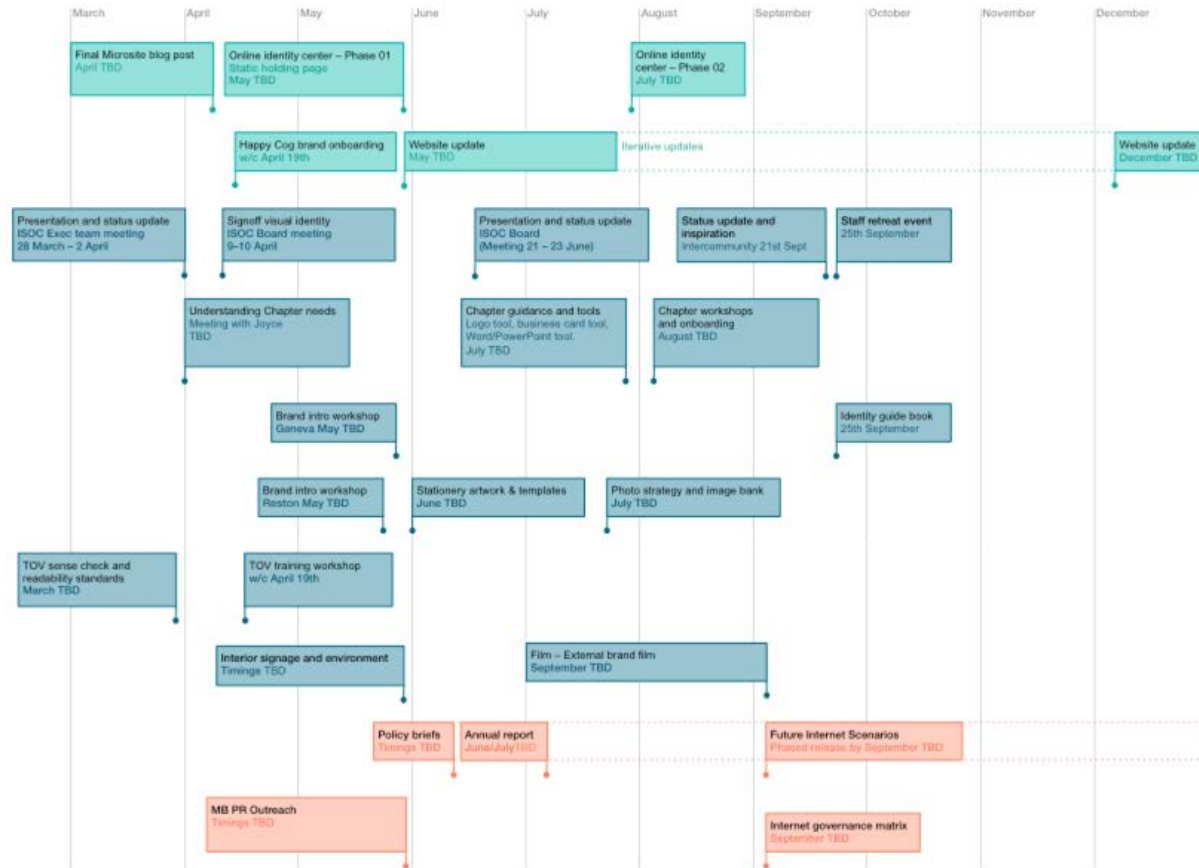 March April May June July August September October November December
Final Microsite blog post
April TBD
Online identity center – Phase 01
Static holding page
May TBD
Online identity
center – Phase 02
July TBD
Happy Cog brand onboarding
w/c April 19th
Website update
May TBD
Iterative updates
Website update
December TBD
Presentation and status update
ISOC Exec team meeting
28 March – 2 April
Signoff visual identity
ISOC Board meeting
9–10 April
Presentation and status update
ISOC Board
(Meeting 21 – 23 June)
Status update and
inspiration
Intercommunity 21st Sept
Staff retreat event
25th September
Understanding Chapter needs
Meeting with Joyce
TBD
Chapter guidance and tools
Logo tool, business card tool,
Word/PowerPoint tool.
July TBD
Chapter workshops
and onboarding
August TBD
Brand intro workshop
Geneva May TBD
Identity guide book
25th September
Brand intro workshop
Reston May TBD
Stationery artwork & templates
June TBD
Photo strategy and image bank
July TBD
TOV sense check and
readability standards
March TBD
TOV training workshop
w/c April 19th
Interior signage and environment
Timings TBD
Film – External brand film
September TBD
Policy briefs
Timings TBD
Annual report
June/JulyTBD
Future Internet Scenarios
Phased release by September TBD
MB PR Outreach
Timings TBD
Internet governance matrix
September TBD